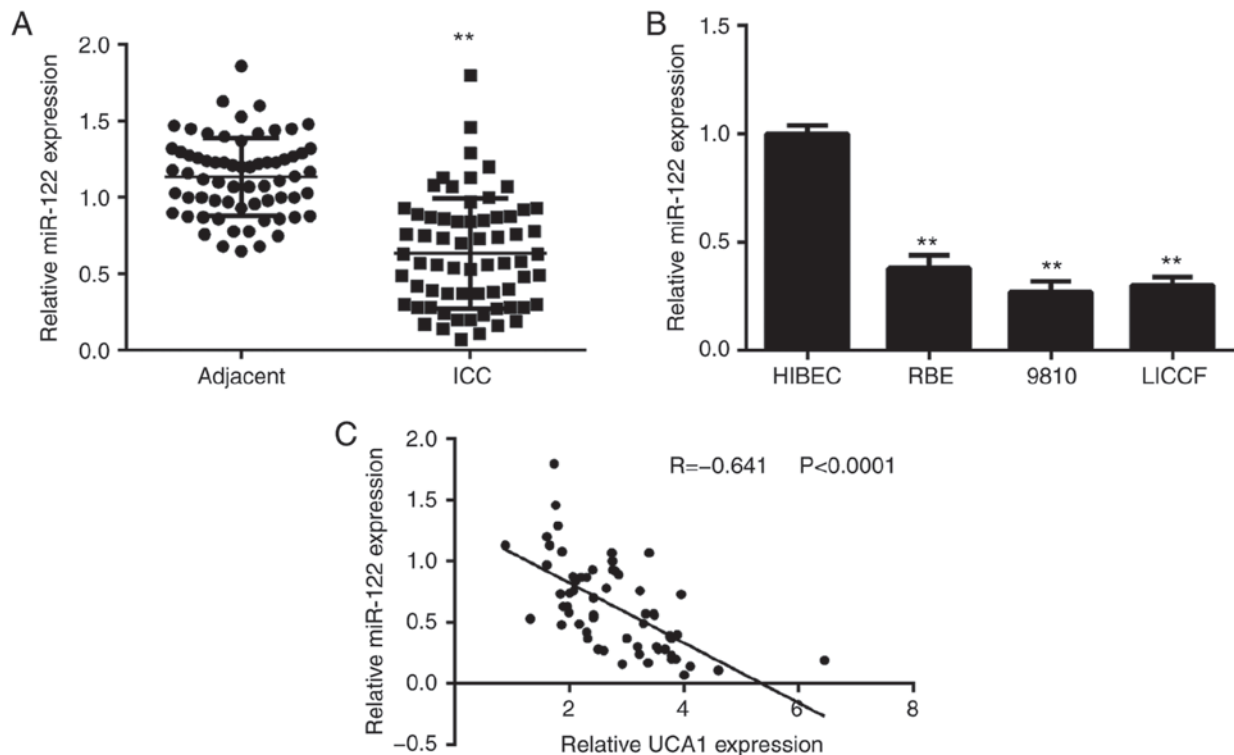 A
Relative miR-122 expression
2.0
1.5
1.0
0.5
0.0
**
Adjacent ICC
B
Relative miR-122 expression
1.5
1.0
0.5
0.0
** ** **
HIBEC RBE 9810 LICCF
C
Relative miR-122 expression
2.0
1.5
1.0
0.5
0.0
−0.5
R=−0.641 P<0.0001
2 4 6 8
Relative UCA1 expression